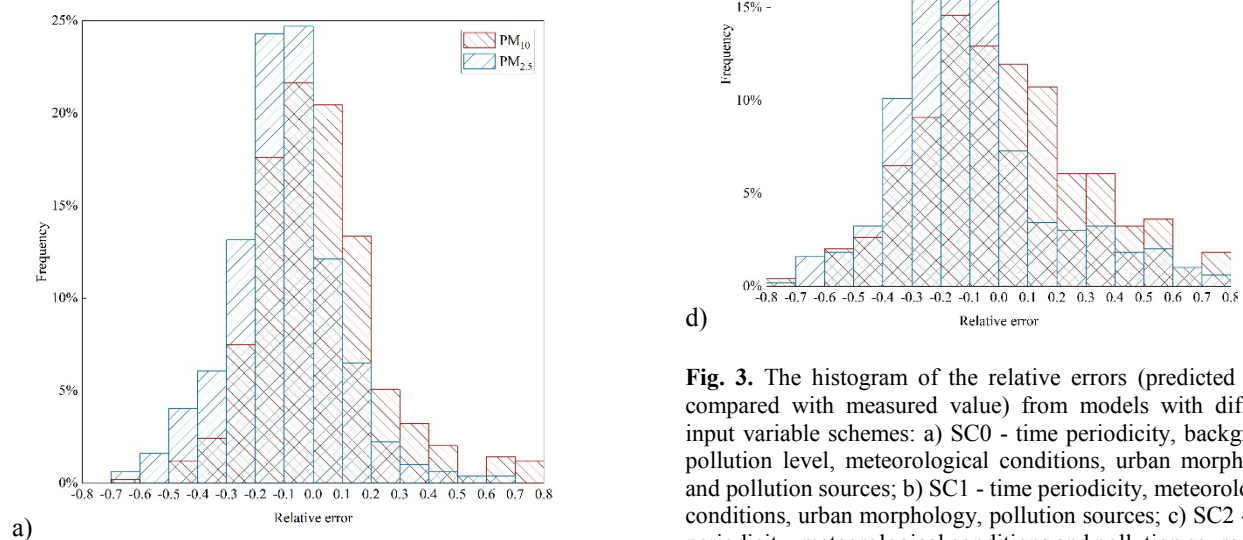 25%
20%
15%
10%
5%
0%
Frequency
PM10
PM2.5
-0.8 -0.7 -0.6 -0.5 -0.4 -0.3 -0.2 -0.1 0.0 0.1 0.2 0.3 0.4 0.5 0.6 0.7 0.8
Relative error
a)
15%
10%
5%
0%
Frequency
-0.8 -0.7 -0.6 -0.5 -0.4 -0.3 -0.2 -0.1 0.0 0.1 0.2 0.3 0.4 0.5 0.6 0.7 0.8
Relative error
d)
Fig. 3. The histogram of the relative errors (predicted
compared with measured value) from models with diff
input variable schemes: a) SC0 - time periodicity, backg
pollution level, meteorological conditions, urban morph
and pollution sources; b) SC1 - time periodicity, meteorolo
conditions, urban morphology, pollution sources; c) SC2 -